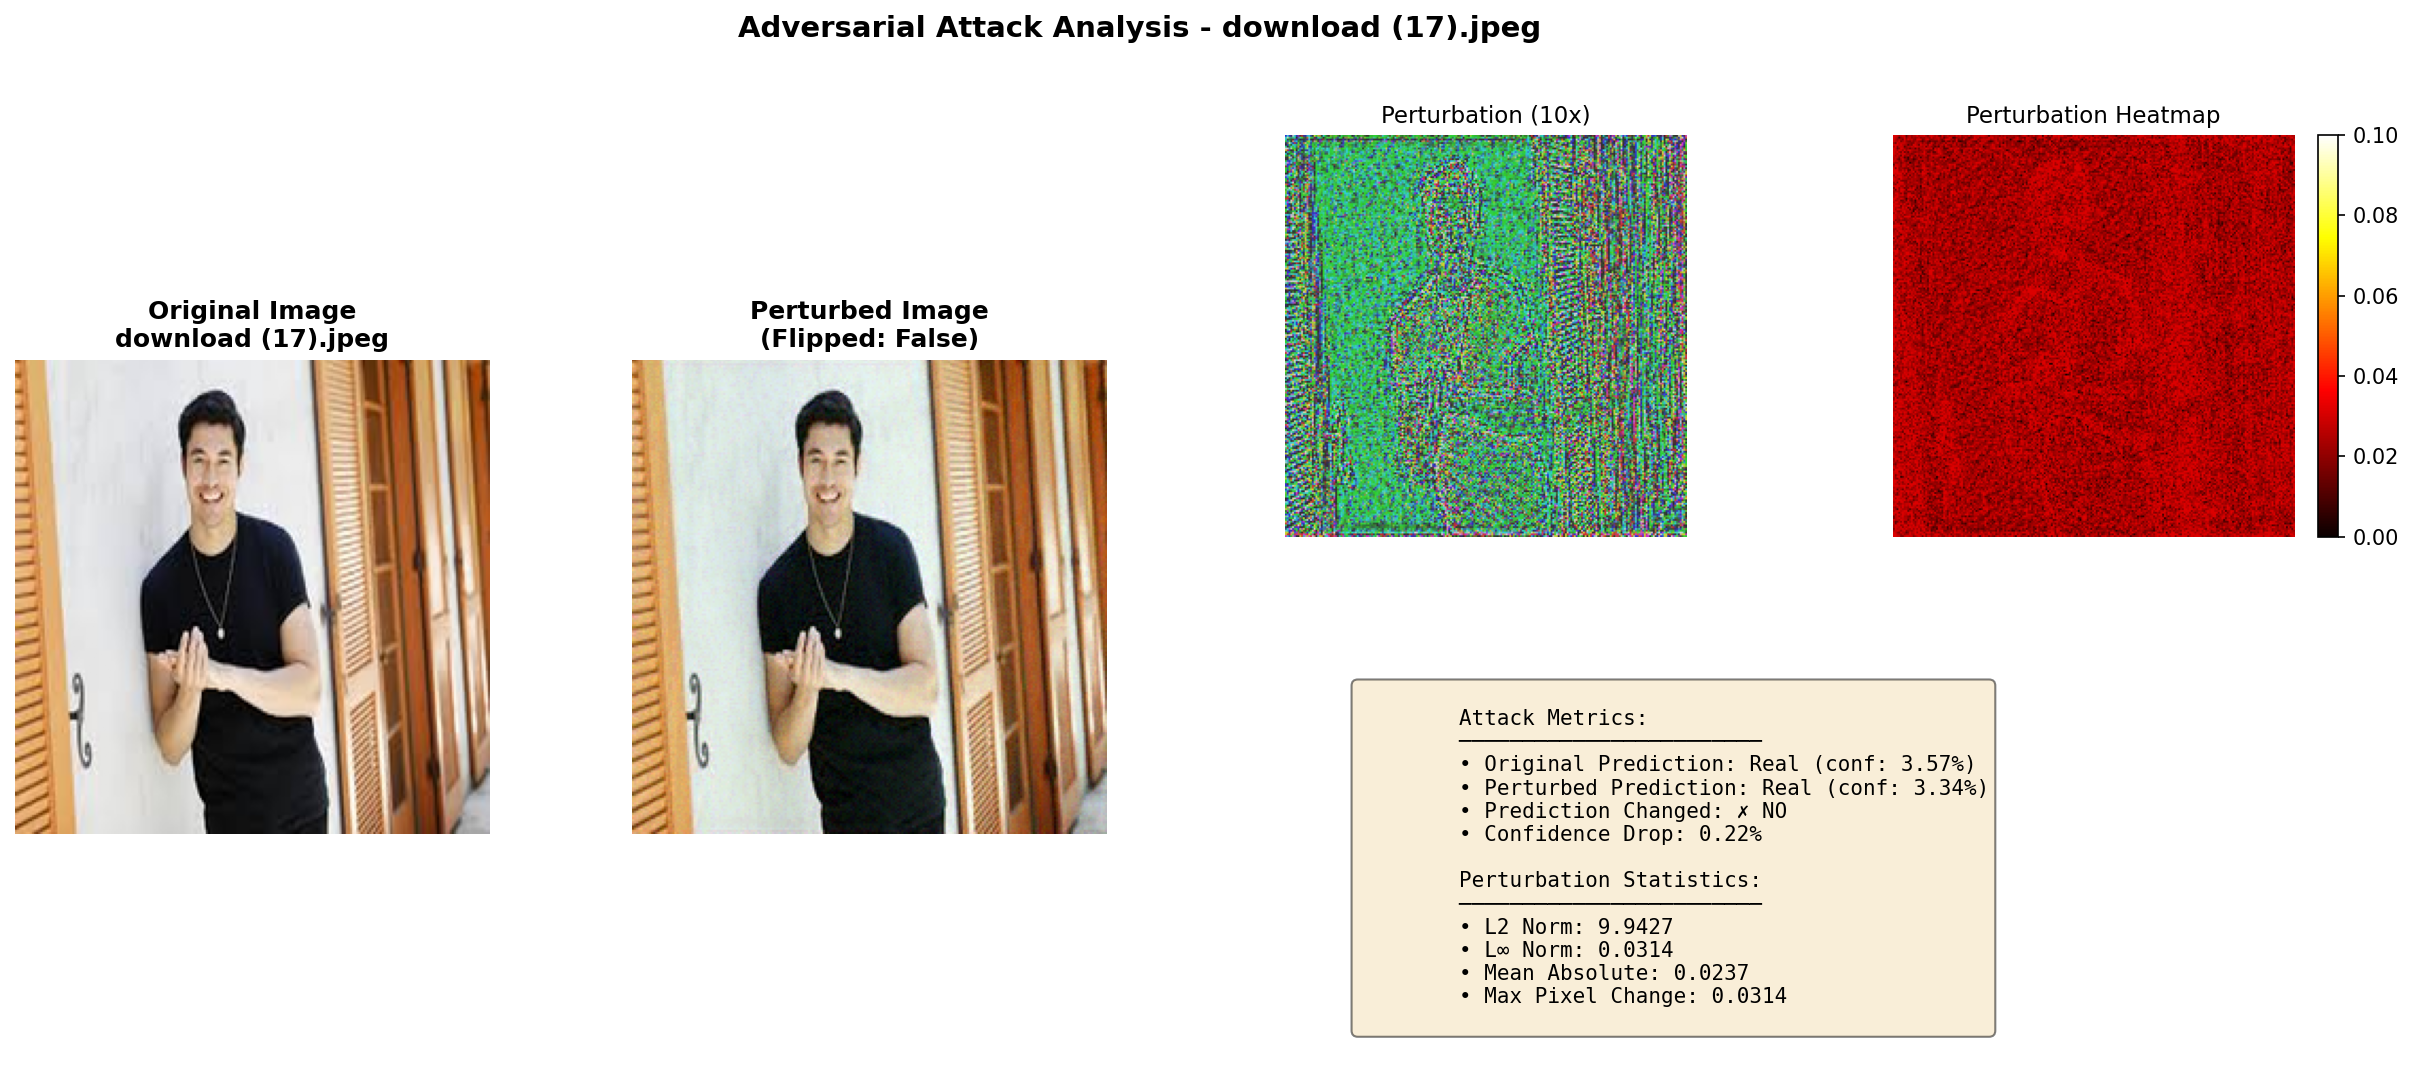 Adversarial Attack Analysis - download (17).jpeg
Original Image
download (17).jpeg
Perturbed Image
(Flipped: False)
Perturbation (10x)
Perturbation Heatmap
0.10
0.08
0.06
0.04
0.02
0.00
Attack Metrics:
• Original Prediction: Real (conf: 3.57%)
• Perturbed Prediction: Real (conf: 3.34%)
• Prediction Changed: ✗ NO
• Confidence Drop: 0.22%
Perturbation Statistics:
• L2 Norm: 9.9427
• L∞ Norm: 0.0314
• Mean Absolute: 0.0237
• Max Pixel Change: 0.0314